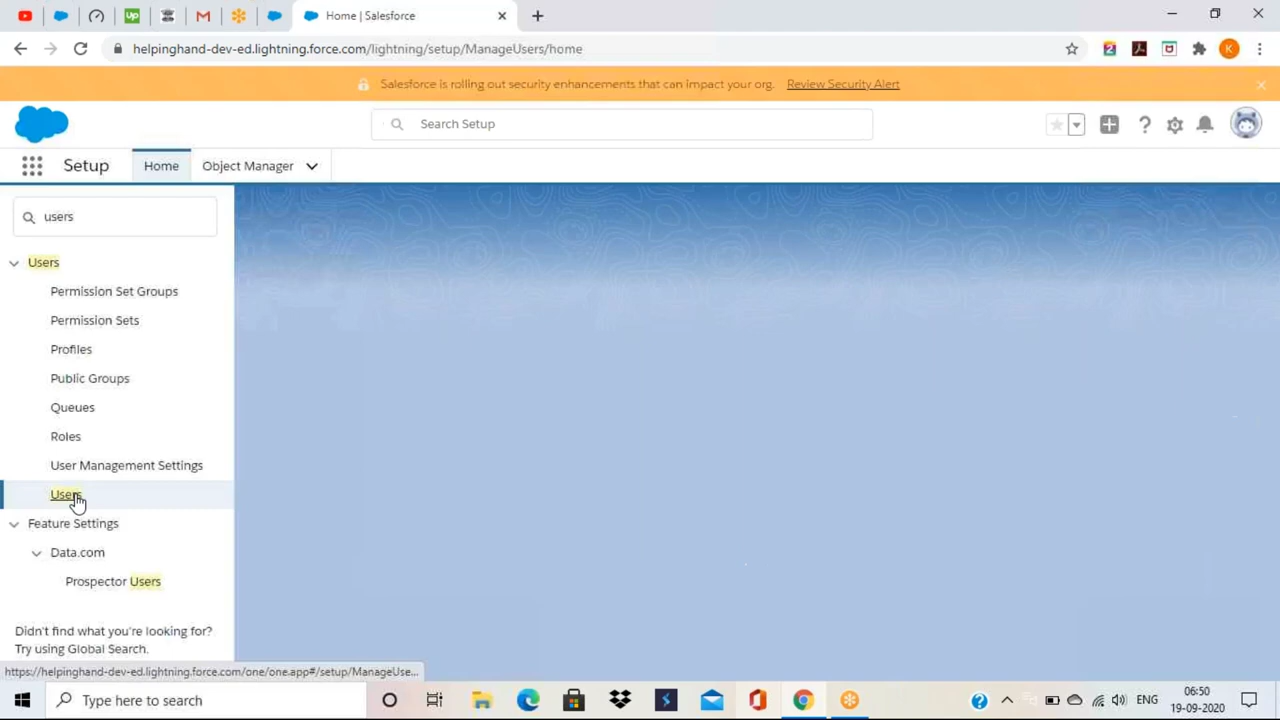 Home | Salesforce
helpinghand-dev-ed.lightning.force.com/lightning/setup/ManageUsers/home
K
Salesforce is rolling out security enhancements that can impact your org. Review Security Alert
Search Setup
Setup
Home
Object Manager
users
Users
Permission Set Groups
Permission Sets
Profiles
Public Groups
Queues
Roles
User Management Settings
Users
Feature Settings
Data.com
Prospector Users
Didn't find what you're looking for?
Try using Global Search.
https://helpinghand-dev-ed.lightning.force.com/one/one.app#/setup/ManageUse...
Type here to search
ENG
06:50
19-09-2020